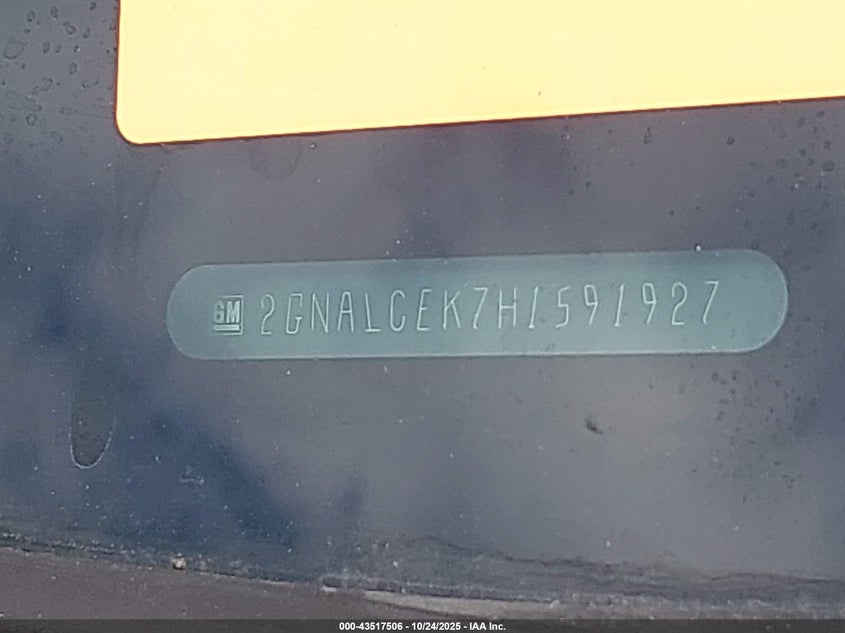 GM 2GNALCEK7H1591927
000-43517506 - 10/24/2025 - IAA Inc.